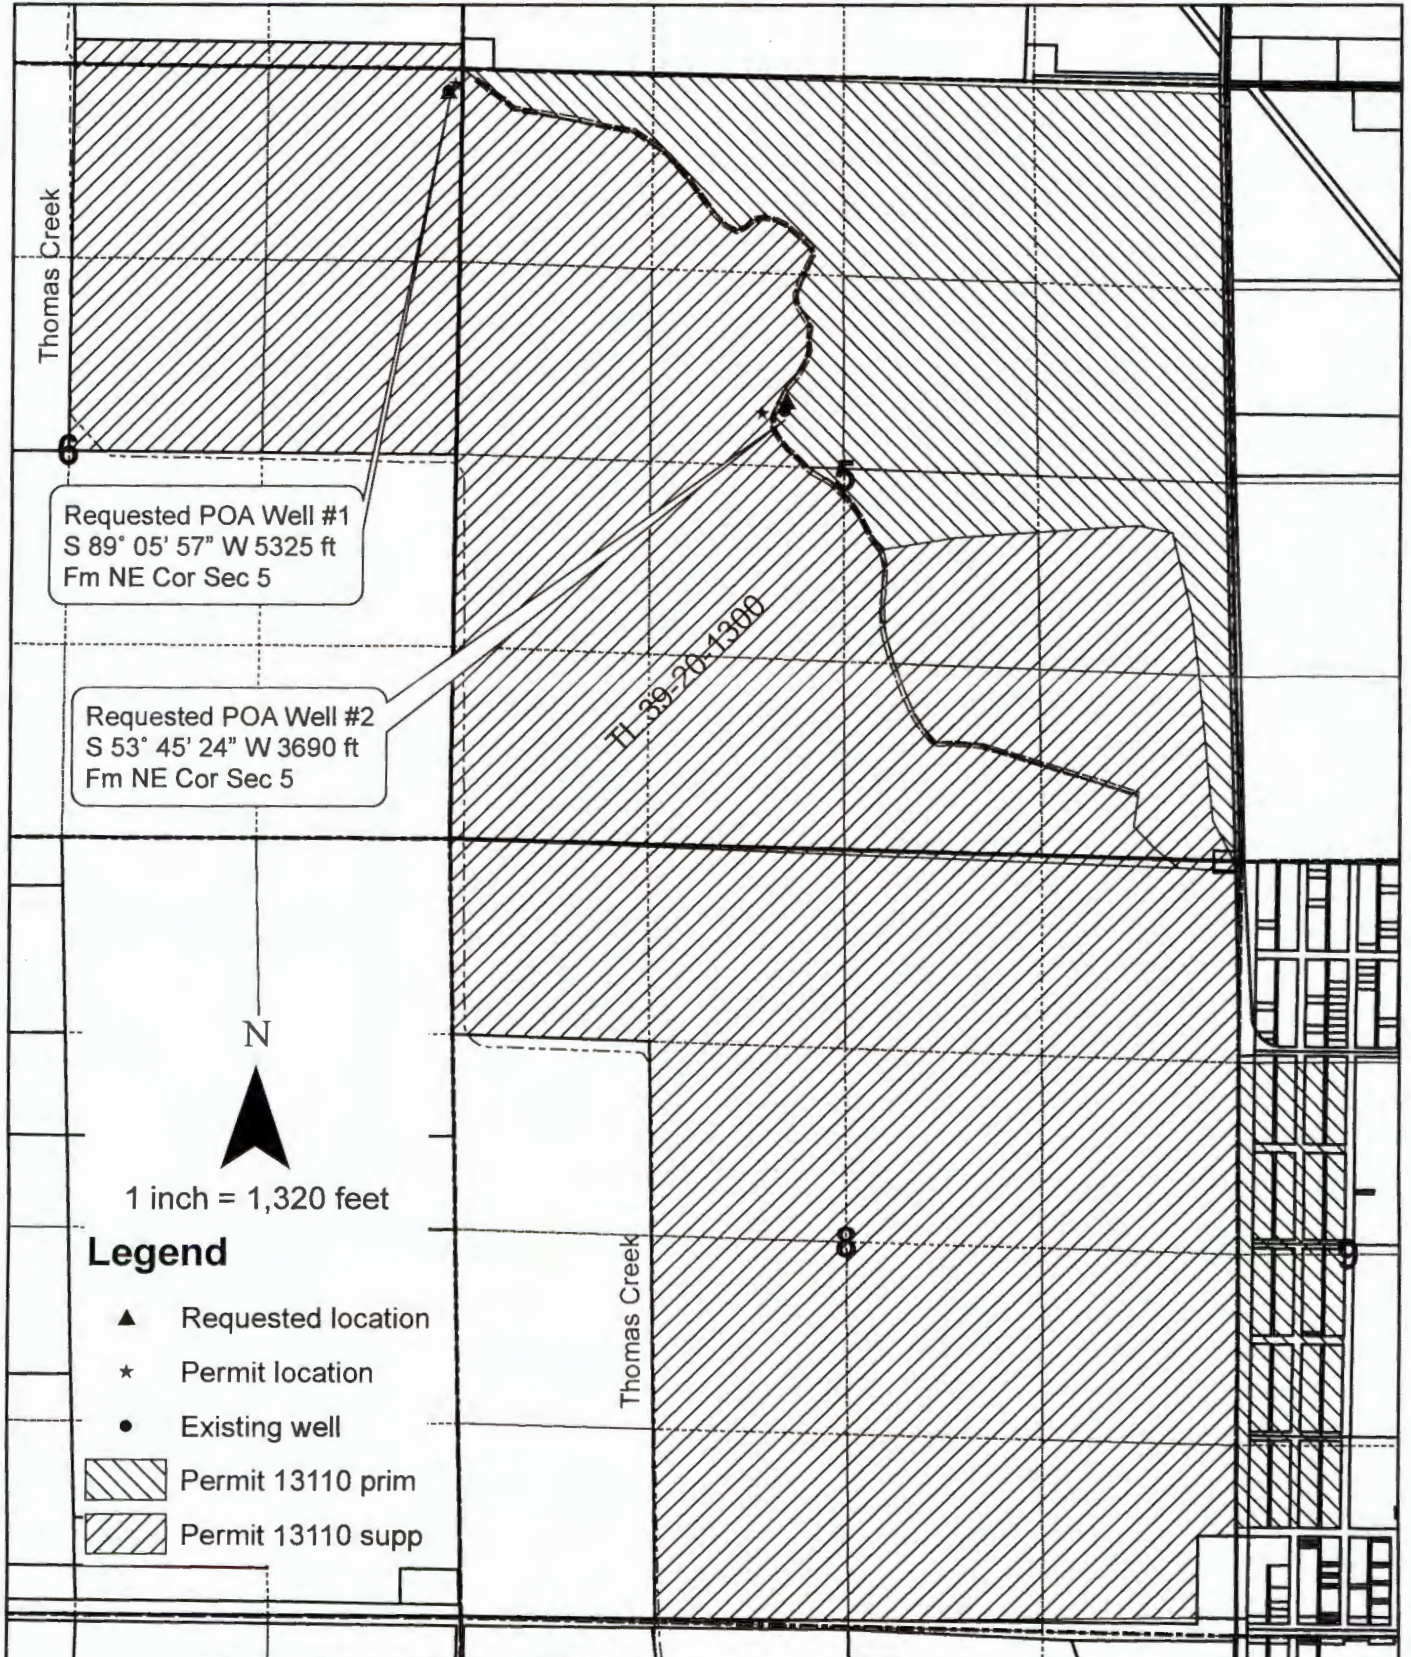 Thomas Creek
6
5
Requested POA Well #1
S 89° 05' 57" W 5325 ft
Fm NE Cor Sec 5
TL 39-20-1300
Requested POA Well #2
S 53° 45' 24" W 3690 ft
Fm NE Cor Sec 5
N
1 inch = 1,320 feet
Legend
Requested location
Permit location
Existing well
Permit 13110 prim
Permit 13110 supp
Thomas Creek
8
9